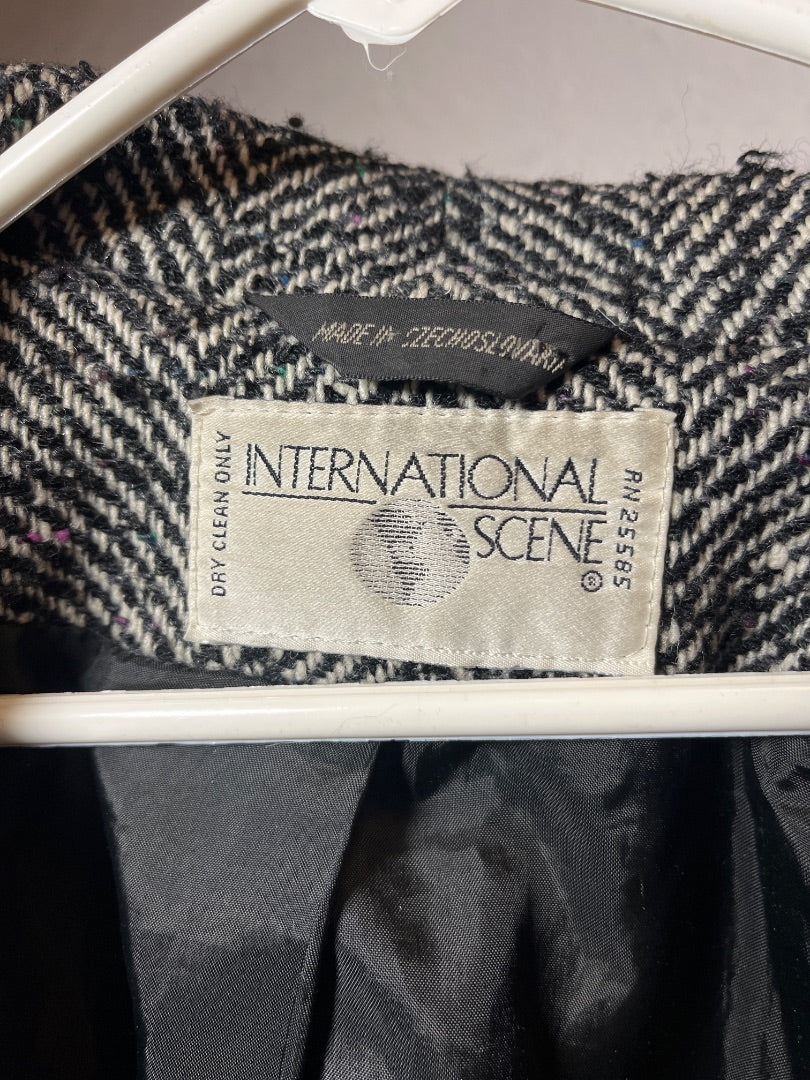 MADE IN CZECHOSLOVAKIA
DRY CLEAN ONLY
INTERNATIONAL
SCENE ®
RN 25585